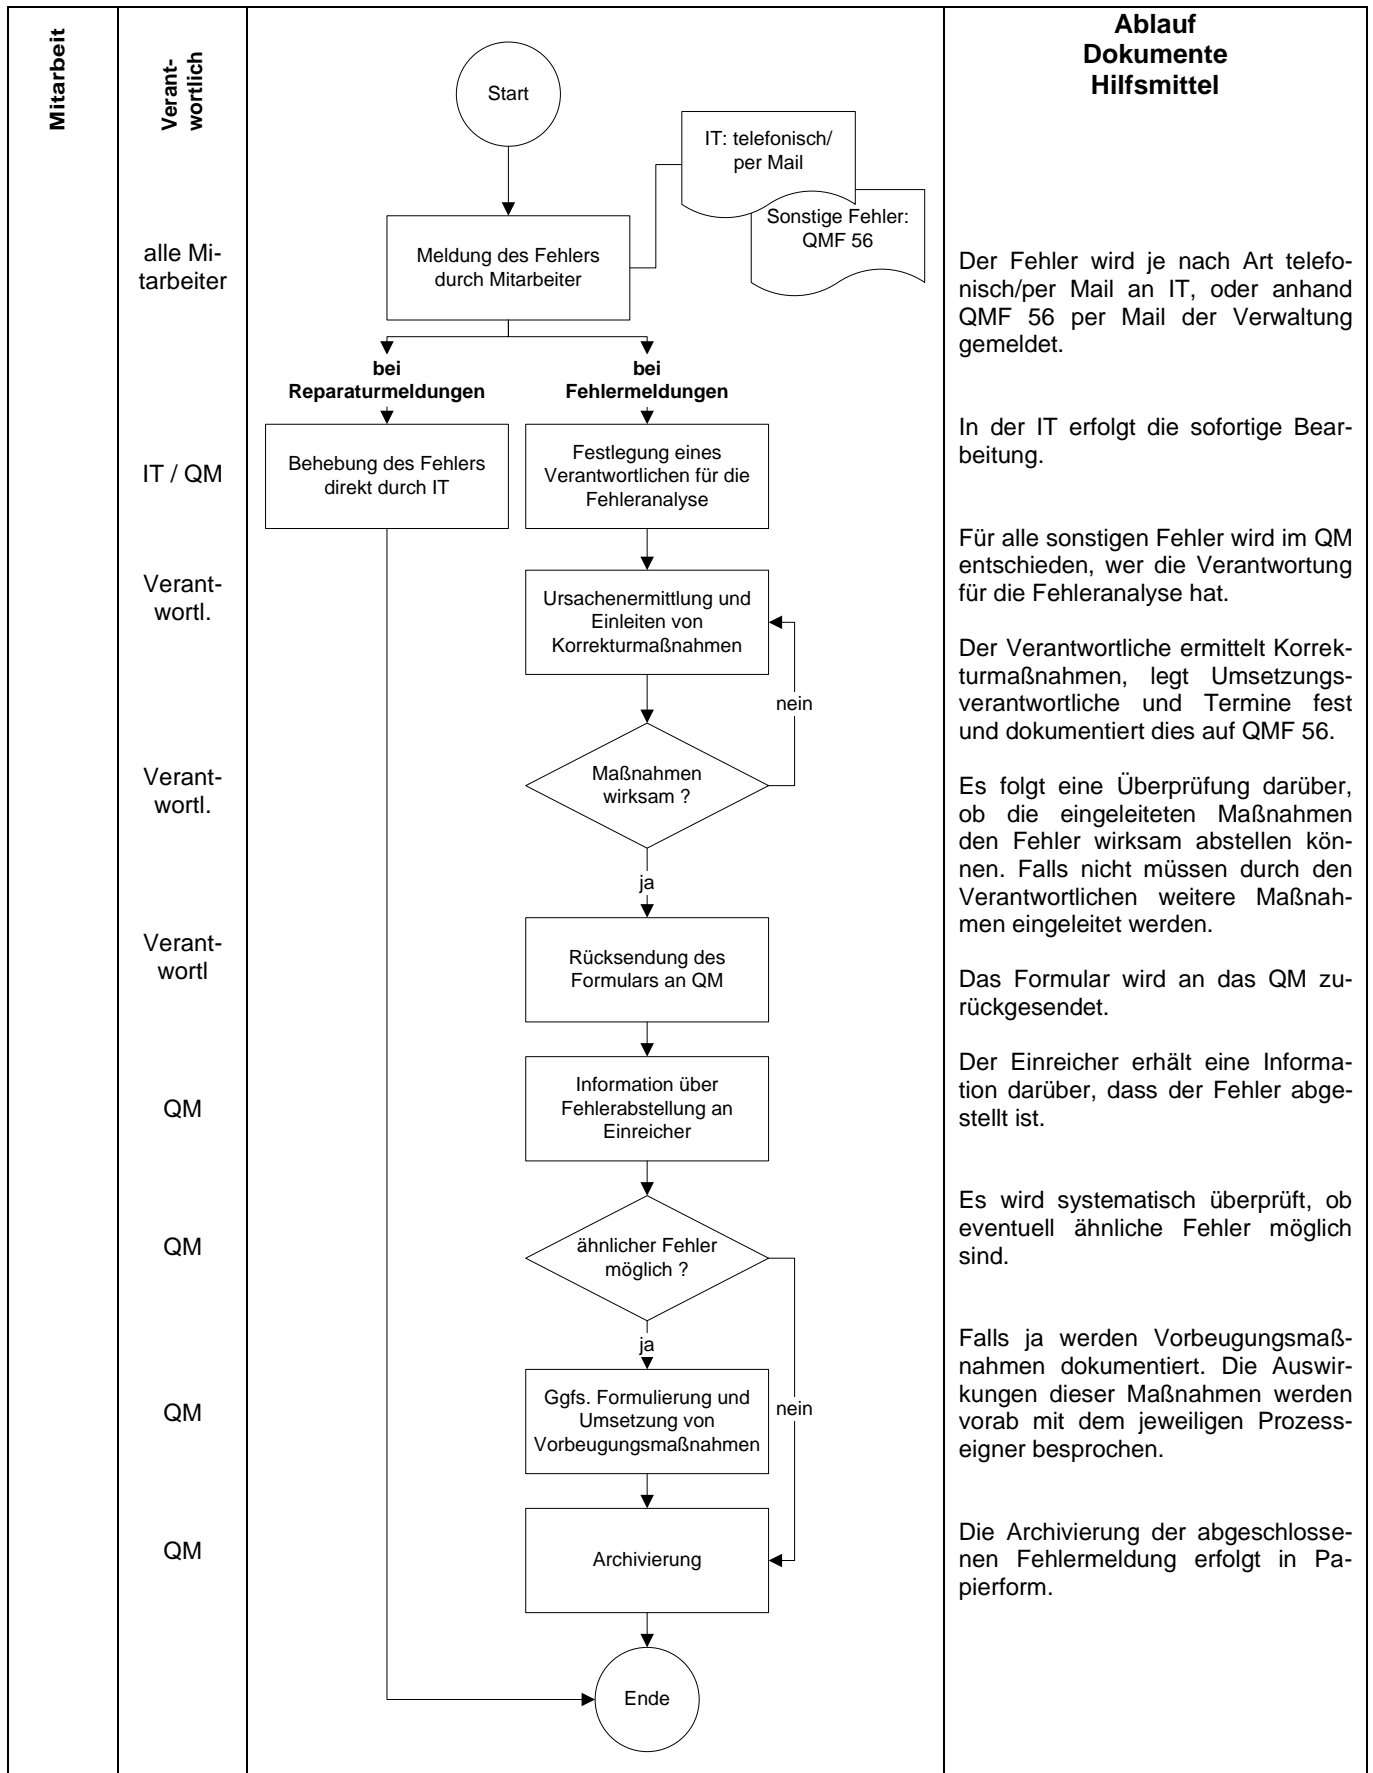 Mitarbeit
Verant-
wortlich
Ablauf
Dokumente
Hilfsmittel
Start
IT: telefonisch/
per Mail
Sonstige Fehler:
QMF 56
alle Mi-
tarbeiter
Meldung des Fehlers
durch Mitarbeiter
Der Fehler wird je nach Art telefo-
nisch/per Mail an IT, oder anhand
QMF 56 per Mail der Verwaltung
gemeldet.
bei
Reparaturmeldungen
bei
Fehlermeldungen
IT / QM
Behebung des Fehlers
direkt durch IT
Festlegung eines
Verantwortlichen für die
Fehleranalyse
In der IT erfolgt die sofortige Bear-
beitung.
Für alle sonstigen Fehler wird im QM
entschieden, wer die Verantwortung
für die Fehleranalyse hat.
Verant-
wortl.
Ursachenermittlung und
Einleiten von
Korrekturmaßnahmen
Der Verantwortliche ermittelt Korrek-
turmaßnahmen, legt Umsetzungs-
verantwortliche und Termine fest
und dokumentiert dies auf QMF 56.
nein
Verant-
wortl.
Maßnahmen
wirksam ?
Es folgt eine Überprüfung darüber,
ob die eingeleiteten Maßnahmen
den Fehler wirksam abstellen kön-
nen. Falls nicht müssen durch den
Verantwortlichen weitere Maßnah-
men eingeleitet werden.
ja
Verant-
wortl
Rücksendung des
Formulars an QM
Das Formular wird an das QM zu-
rückgesendet.
QM
Information über
Fehlerabstellung an
Einreicher
Der Einreicher erhält eine Informa-
tion darüber, dass der Fehler abge-
stellt ist.
QM
ähnlicher Fehler
möglich ?
Es wird systematisch überprüft, ob
eventuell ähnliche Fehler möglich
sind.
ja
QM
Ggfs. Formulierung und
Umsetzung von
Vorbeugungsmaßnahmen
nein
Falls ja werden Vorbeugungsmaß-
nahmen dokumentiert. Die Auswir-
kungen dieser Maßnahmen werden
vorab mit dem jeweiligen Prozess-
eigner besprochen.
QM
Archivierung
Die Archivierung der abgeschlosse-
nen Fehlermeldung erfolgt in Pa-
pierform.
Ende